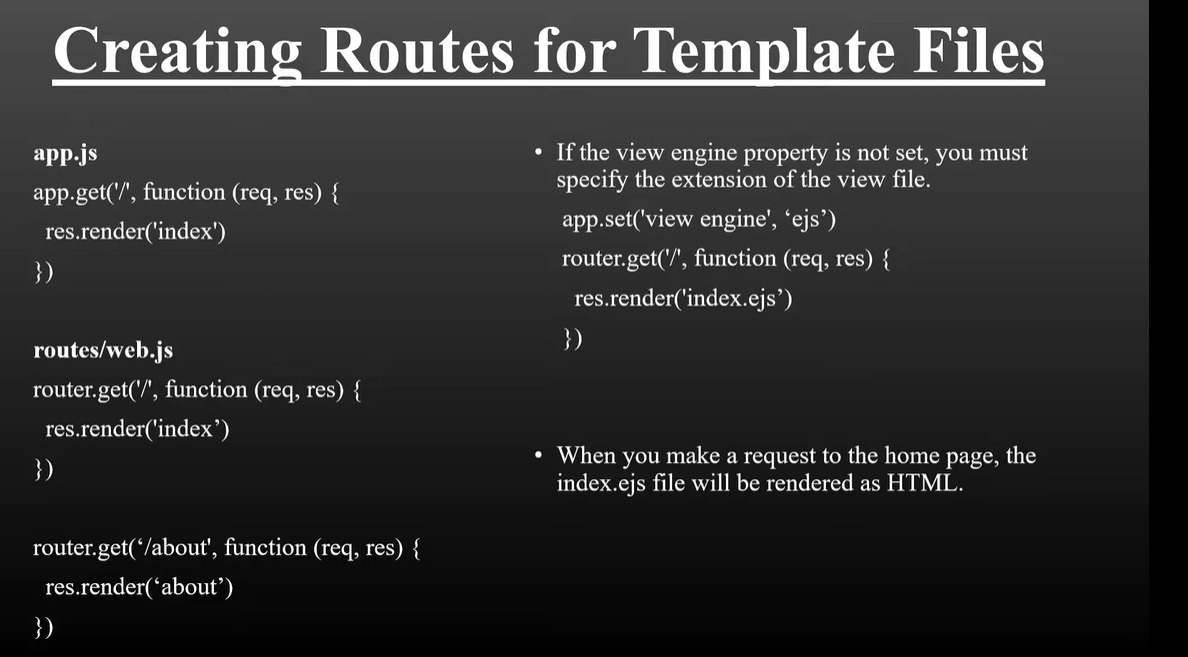 Creating Routes for Template Files
app.js
app.get('/', function (req, res) {
res.render('index')
})
routes/web.js
router.get('/', function (req, res) {
res.render('index’)
})
router.get(‘/about', function (req, res) {
res.render(‘about’)
})
• If the view engine property is not set, you must
specify the extension of the view file.
app.set('view engine', ‘ejs’)
router.get('/', function (req, res) {
res.render('index.ejs’)
})
• When you make a request to the home page, the
index.ejs file will be rendered as HTML.